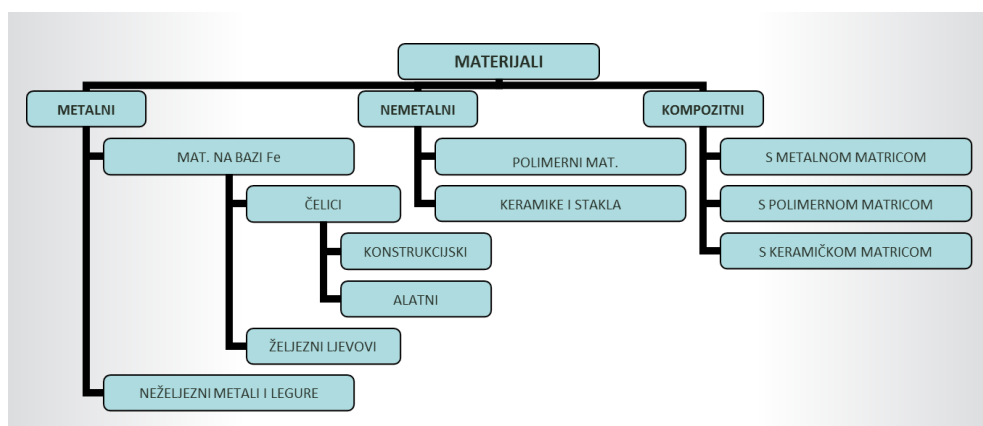 MATERIJALI
METALNI
NEMETALNI
KOMPOZITNI
MAT. NA BAZI Fe
POLIMERNI MAT.
S METALNOM MATRICOM
ČELICI
KERAMIKE I STAKLA
S POLIMERNOM MATRICOM
KONSTRUKCIJSKI
S KERAMIČKOM MATRICOM
ALATNI
ŽELJEZNI LJEVOVI
NEŽELJEZNI METALI I LEGURE